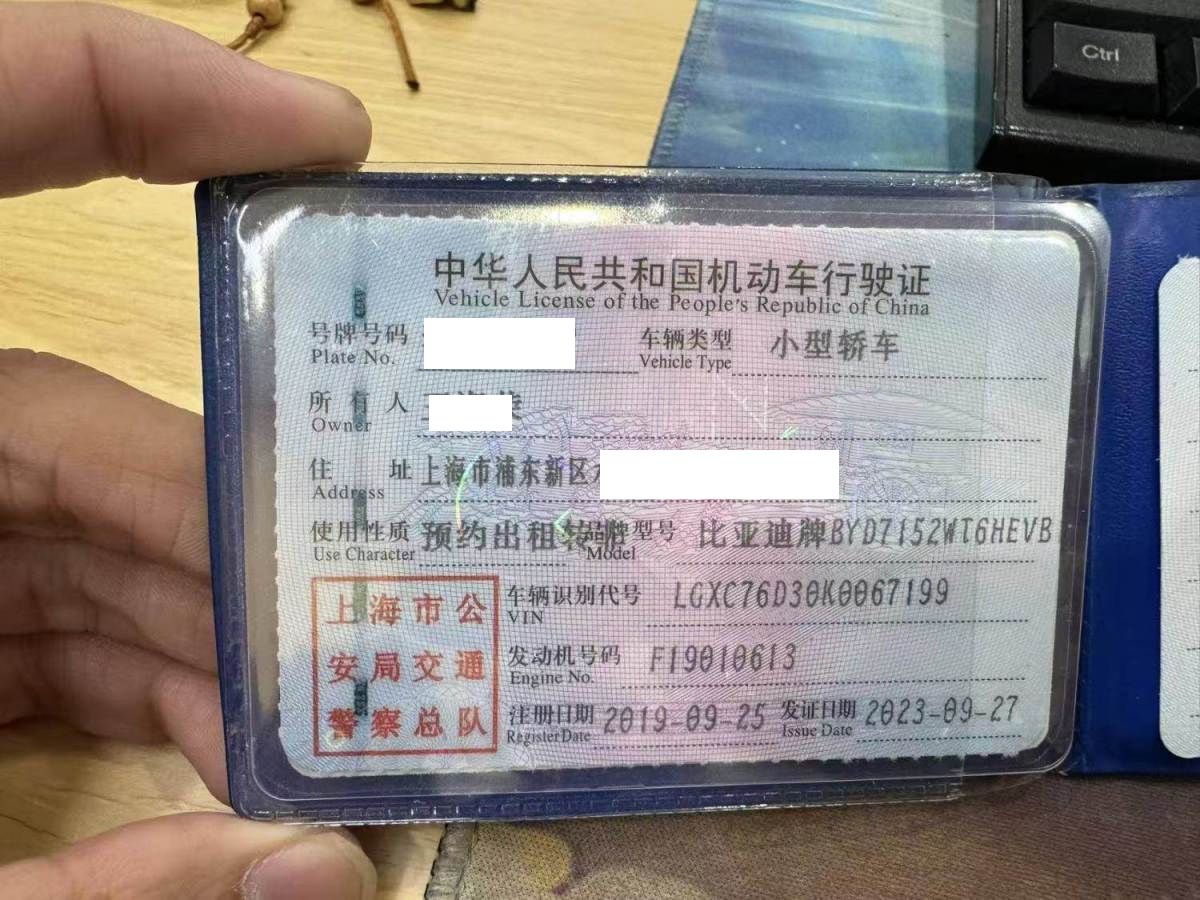 Ctrl
中华人民共和国机动车行驶证
Vehicle License of the People's Republic of China
号牌号码
Plate No.
车辆类型 小型轿车
Vehicle Type
所有人
Owner
住址 上海市浦东新区
Address
使用性质 预约出租转
Use Character
品牌型号 比亚迪牌BYD7152WT6HEVB
Model
上海市公
安局交通
警察总队
车辆识别代号 LGXC76D30K0067199
VIN
发动机号码 F19010613
Engine No.
注册日期 2019-09-25
Register Date
发证日期 2023-09-27
Issue Date